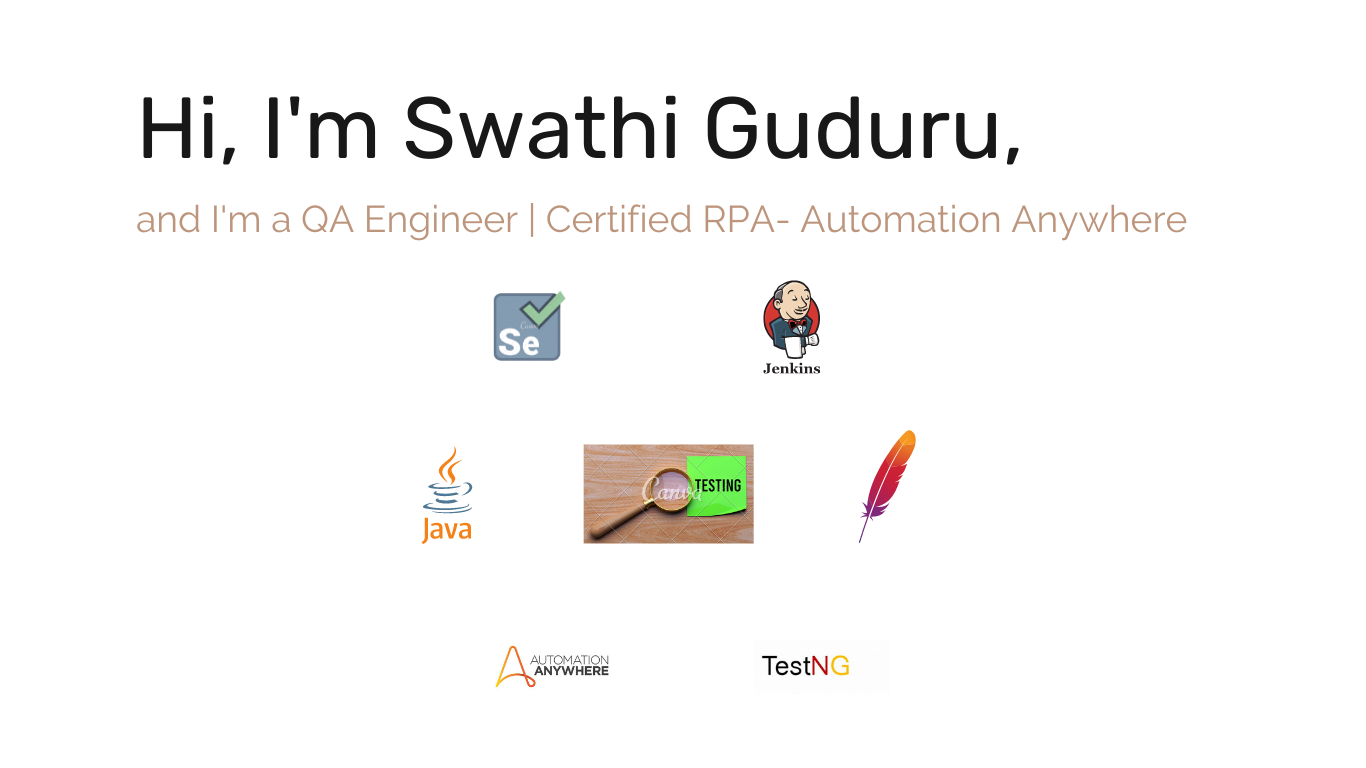 Hi, I'm Swathi Guduru,
and I'm a QA Engineer | Certified RPA- Automation Anywhere
Se
Jenkins
Java
Canva
TESTING
AUTOMATION
ANYWHERE
TestNG